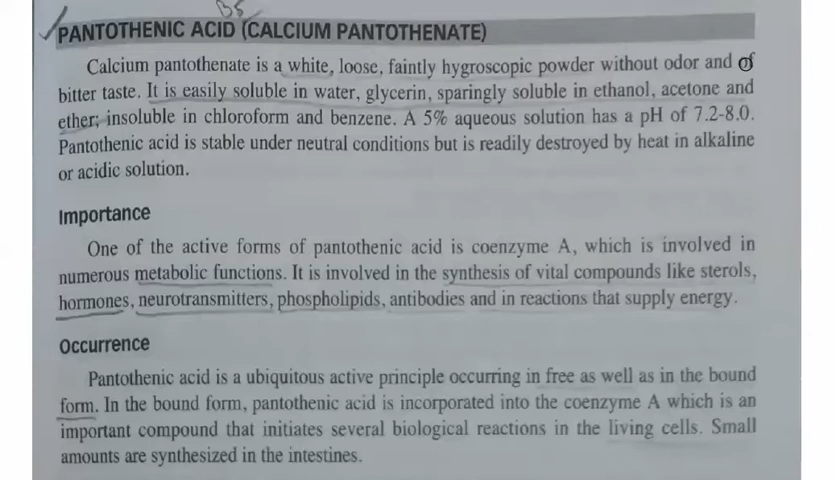 B5
PANTOTHENIC ACID (CALCIUM PANTOTHENATE)
Calcium pantothenate is a white, loose, faintly hygroscopic powder without odor and of
bitter taste. It is easily soluble in water, glycerin, sparingly soluble in ethanol, acetone and
ether; insoluble in chloroform and benzene. A 5% aqueous solution has a pH of 7.2-8.0.
Pantothenic acid is stable under neutral conditions but is readily destroyed by heat in alkaline
or acidic solution.
Importance
One of the active forms of pantothenic acid is coenzyme A, which is involved in
numerous metabolic functions. It is involved in the synthesis of vital compounds like sterols,
hormones, neurotransmitters, phospholipids, antibodies and in reactions that supply energy.
Occurrence
Pantothenic acid is a ubiquitous active principle occurring in free as well as in the bound
form. In the bound form, pantothenic acid is incorporated into the coenzyme A which is an
important compound that initiates several biological reactions in the living cells. Small
amounts are synthesized in the intestines.